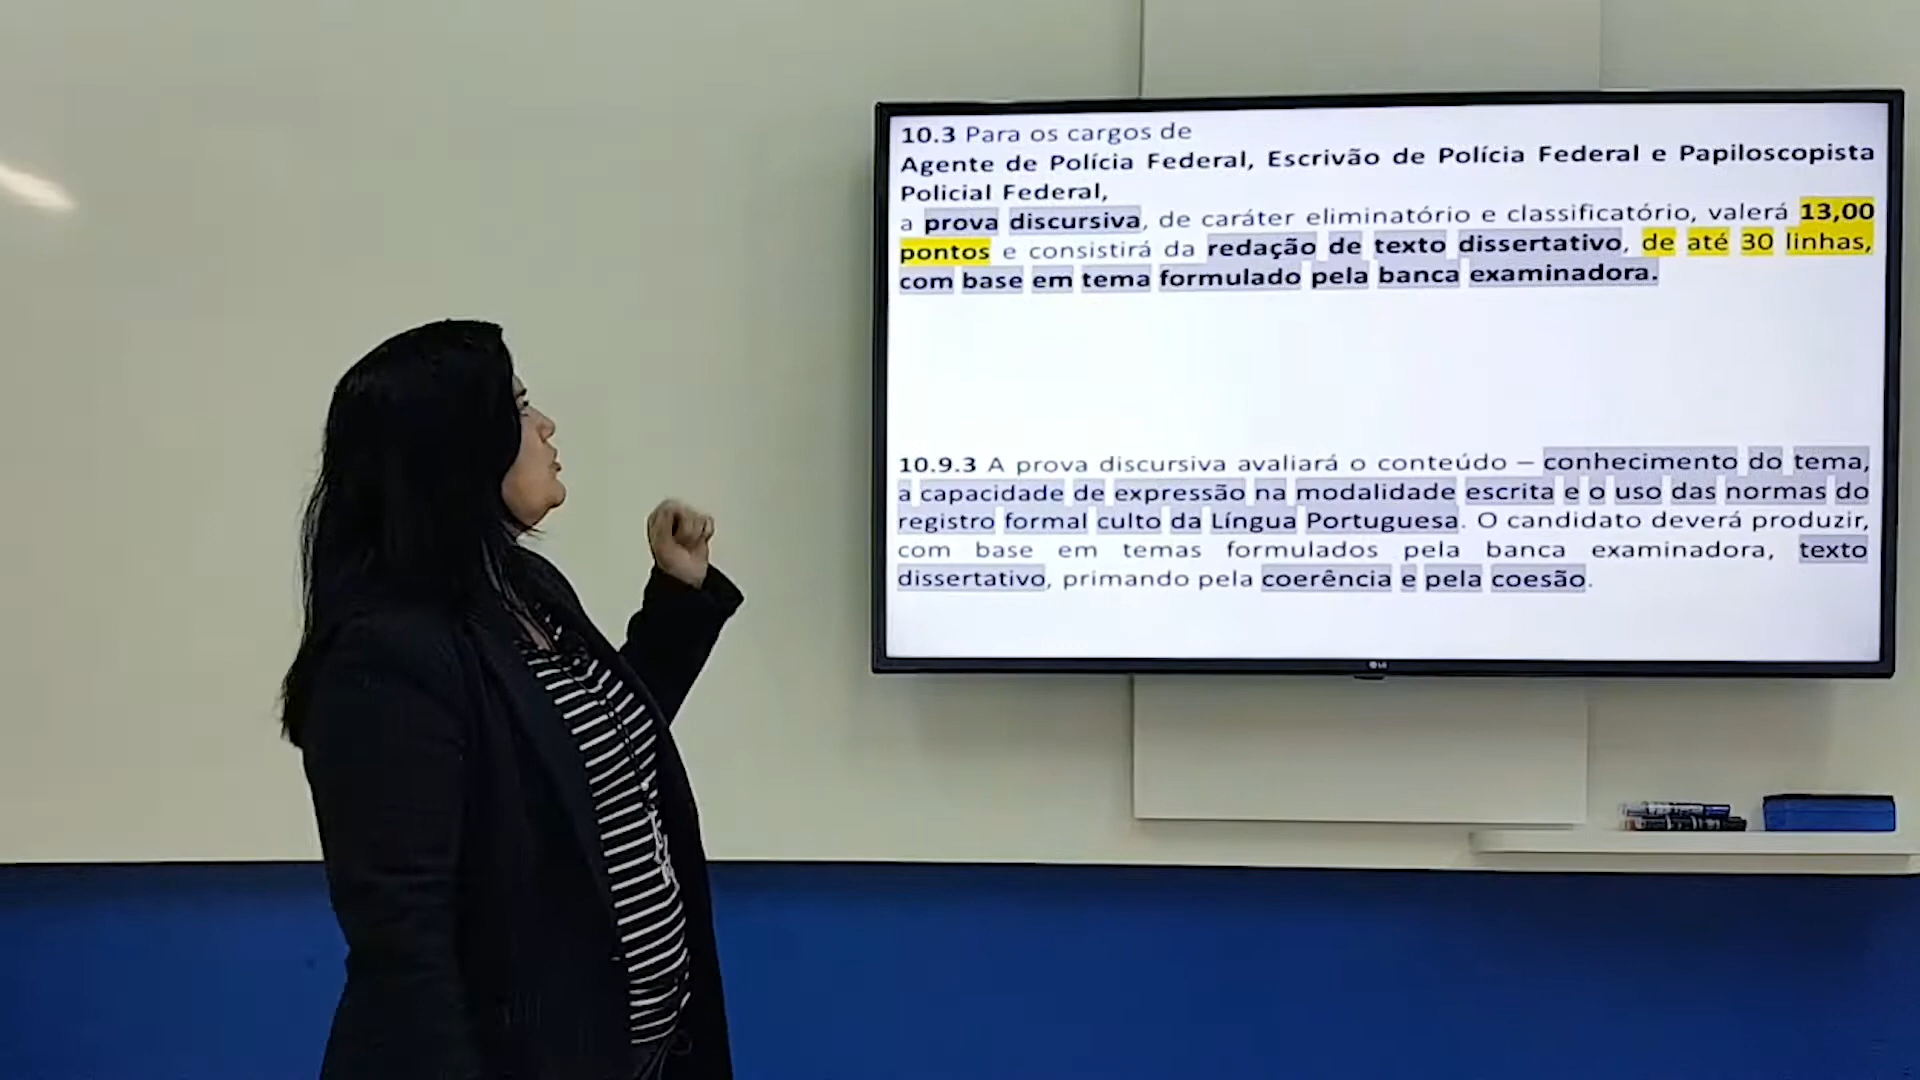 10.3 Para os cargos de
Agente de Polícia Federal, Escrivão de Polícia Federal e Papiloscopista
Policial Federal,
a prova discursiva, de caráter eliminatório e classificatório, valerá 13,00
pontos e consistirá da redação de texto dissertativo, de até 30 linhas,
com base em tema formulado pela banca examinadora.
10.9.3 A prova discursiva avaliará o conteúdo – conhecimento do tema,
a capacidade de expressão na modalidade escrita e o uso das normas do
registro formal culto da Língua Portuguesa. O candidato deverá produzir,
com base em temas formulados pela banca examinadora, texto
dissertativo, primando pela coerência e pela coesão.
LG